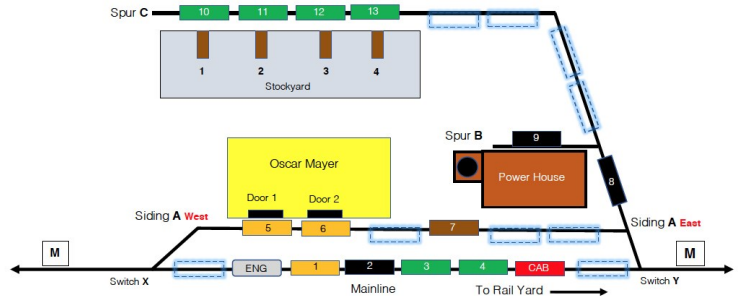 Spur C
10 11 12 13
1 2 3 4
Stockyard
Spur B
9
Oscar Mayer
Power House
8
Door 1 Door 2
Siding A West
5 6 7
Siding A East
M
M
ENG 1 2 3 4 CAB
Switch X
Switch Y
Mainline
To Rail Yard